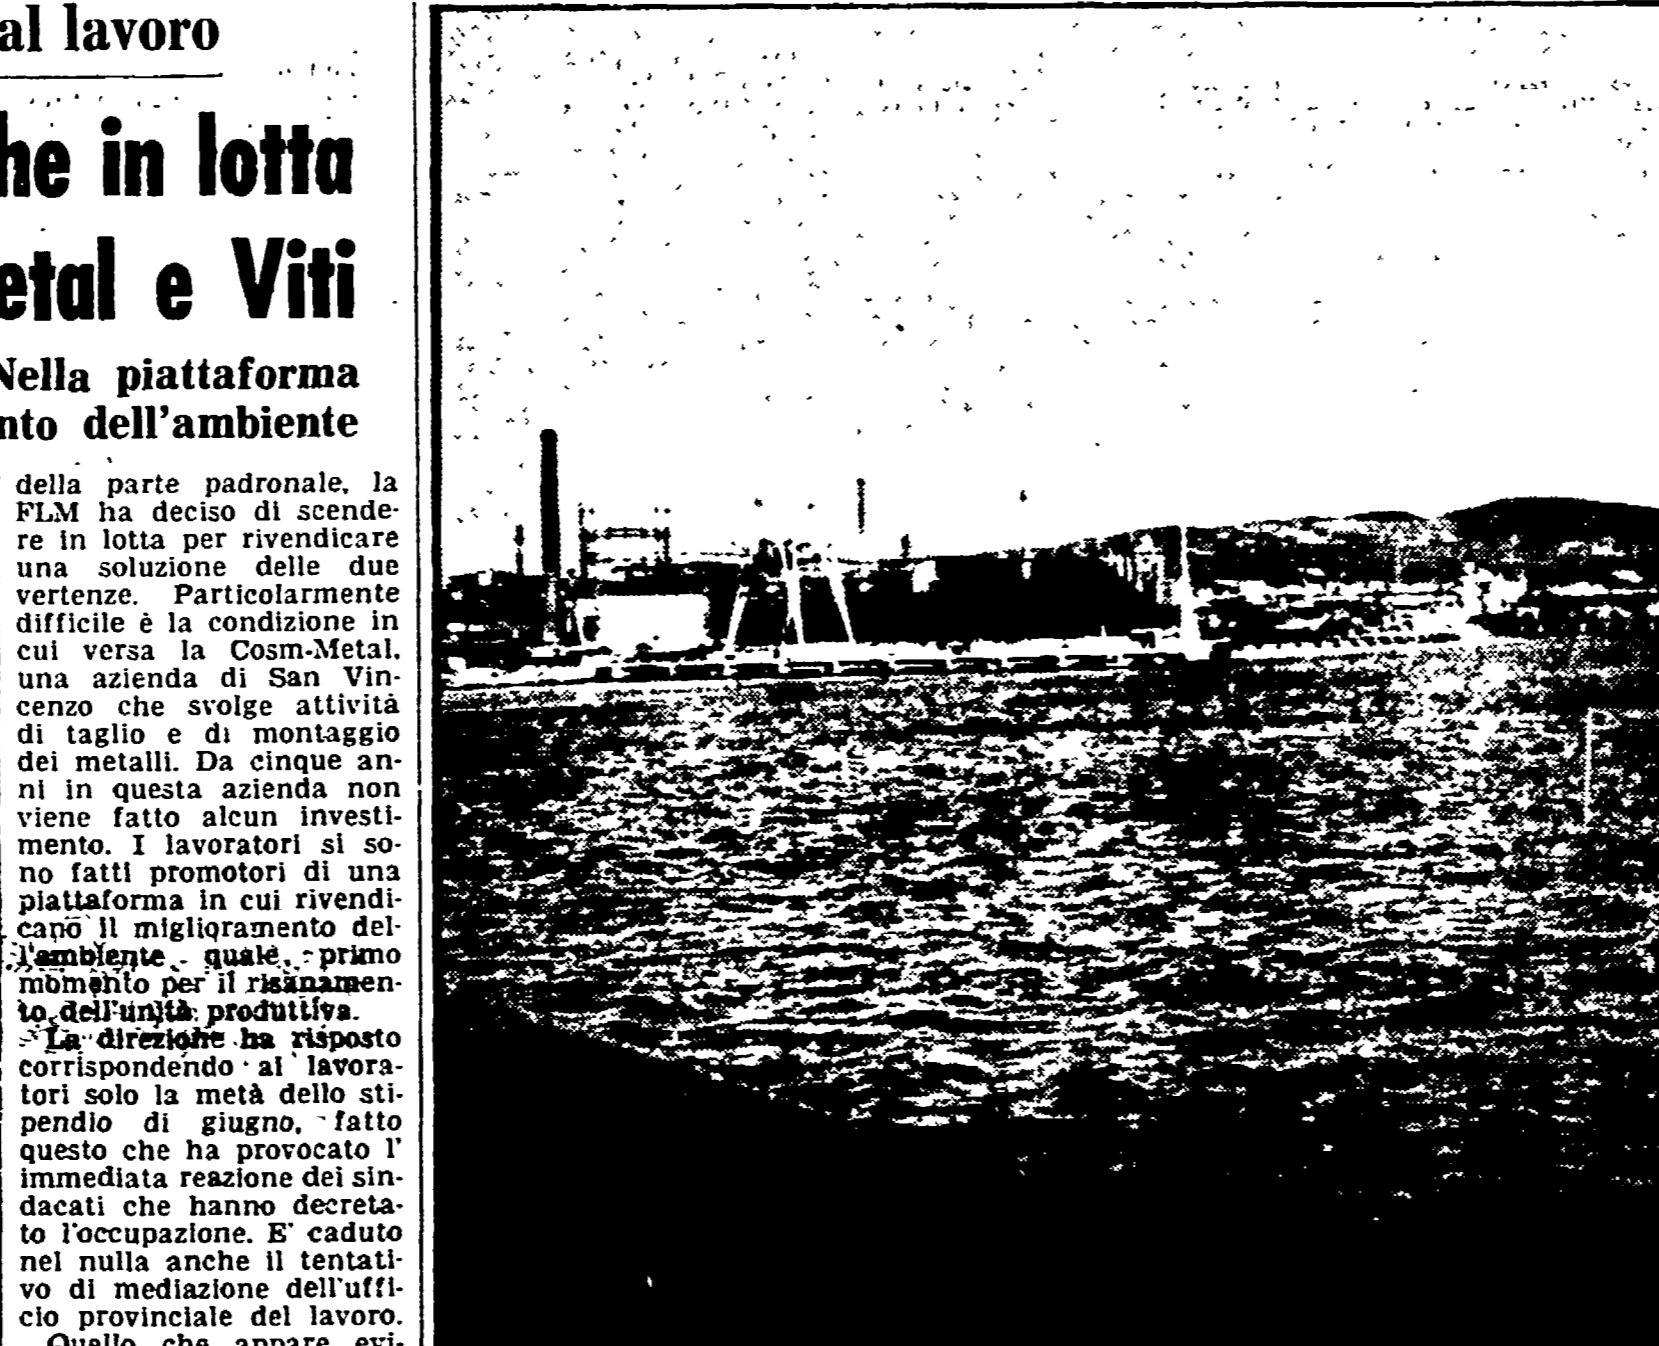 al lavoro
he in lotta
etal e Viti
Nella piattaforma
nto dell'ambiente
della parte padronale, la
FLM ha deciso di scende-
re in lotta per rivendicare
una soluzione delle due
vertenze. Particolarmente
difficile è la condizione in
cui versa la Cosm-Metal,
una azienda di San Vin-
cenzo che svolge attività
di taglio e di montaggio
dei metalli. Da cinque an-
ni in questa azienda non
viene fatto alcun investi-
mento. I lavoratori si so-
no fatti promotori di una
piattaforma in cui rivendi-
cano il miglioramento del-
l'ambiente quale primo
momento per il risanamen-
to dell'unità produttiva.
La direzione ha risposto
corrispondendo ai lavora-
tori solo la metà dello sti-
pendio di giugno, fatto
questo che ha provocato l'
immediata reazione dei sin-
dacati che hanno decreta-
to l'occupazione. E' caduto
nel nulla anche il tentati-
vo di mediazione dell'uffi-
cio provinciale del lavoro.
Quello che appare evi-